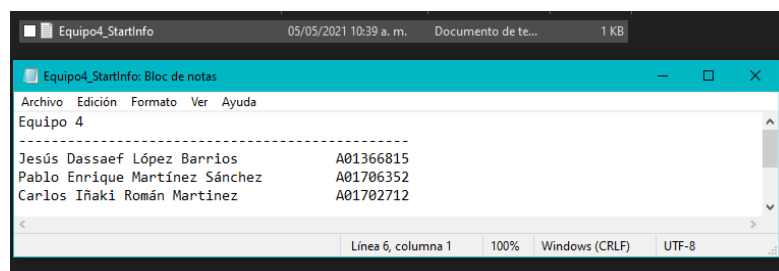 Equipo4_StartInfo 05/05/2021 10:39 a. m. Documento de te... 1 KB
Equipo4_StartInfo: Bloc de notas
Archivo Edición Formato Ver Ayuda
Equipo 4
-----------------------------------------------
Jesús Dassaef López Barrios A01366815
Pablo Enrique Martínez Sánchez A01706352
Carlos Iñaki Román Martinez A01702712
Línea 6, columna 1 100% Windows (CRLF) UTF-8